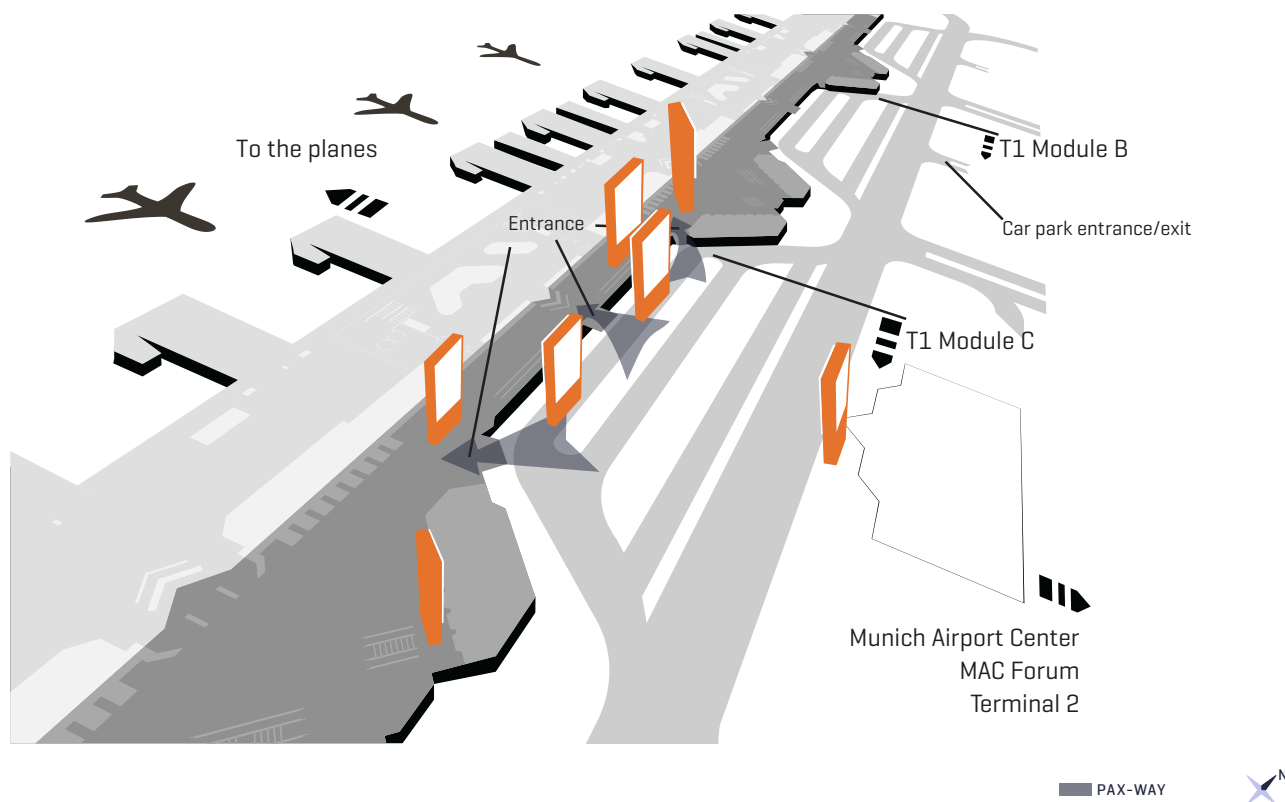 To the planes
T1 Module B
Entrance
Car park entrance/exit
T1 Module C
Munich Airport Center
MAC Forum
Terminal 2
PAX-WAY
N